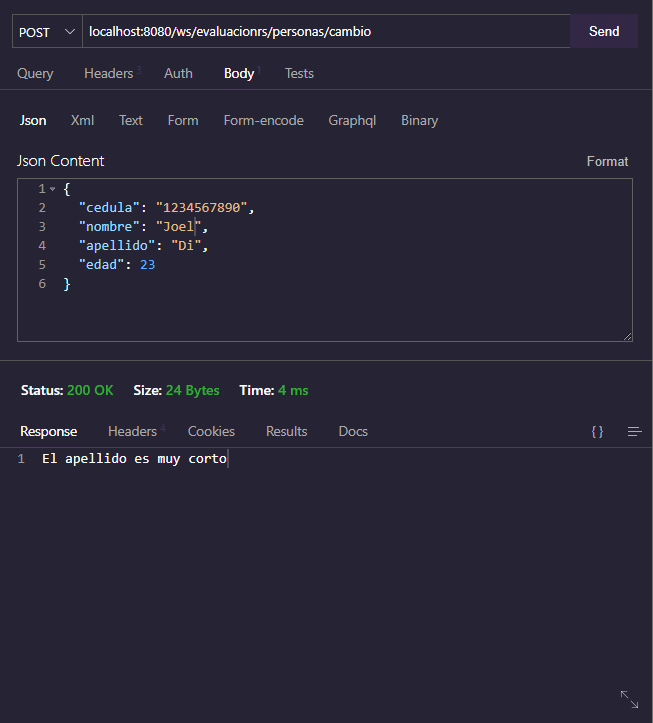 POST localhost:8080/ws/evaluacionrs/personas/cambio Send
Query Headers 1 Auth Body 1 Tests
Json Xml Text Form Form-encode Graphql Binary
Json Content Format
1 {
2 "cedula": "1234567890",
3 "nombre": "Joel",
4 "apellido": "Di",
5 "edad": 23
6 }
Status: 200 OK Size: 24 Bytes Time: 4 ms
Response Headers 4 Cookies Results Docs { }
1 El apellido es muy corto